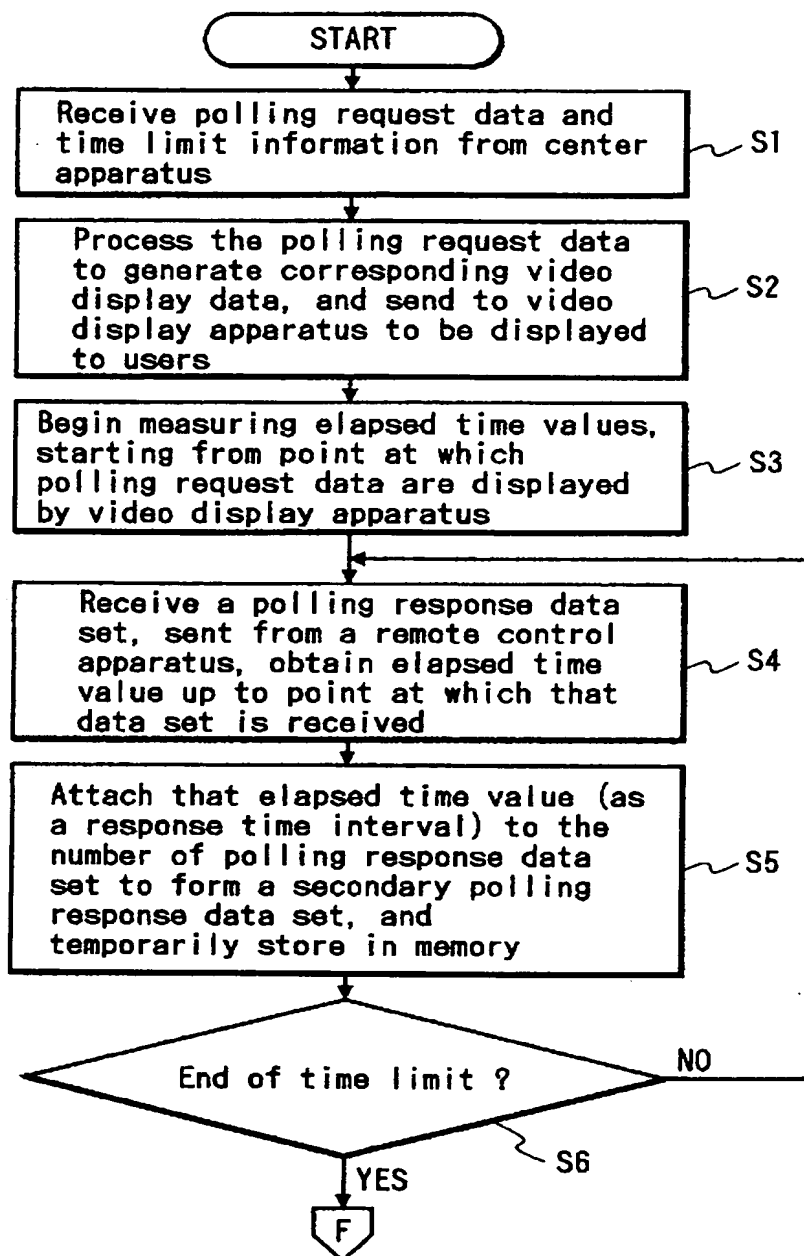 START
Receive polling request data and
time limit information from center
apparatus
S1
Process the polling request data
to generate corresponding video
display data, and send to video
display apparatus to be displayed
to users
S2
Begin measuring elapsed time values,
starting from point at which
polling request data are displayed
by video display apparatus
S3
Receive a polling response data
set, sent from a remote control
apparatus, obtain elapsed time
value up to point at which that
data set is received
S4
Attach that elapsed time value (as
a response time interval) to the
number of polling response data
set to form a secondary polling
response data set, and
temporarily store in memory
S5
End of time limit ?
NO
S6
YES
F